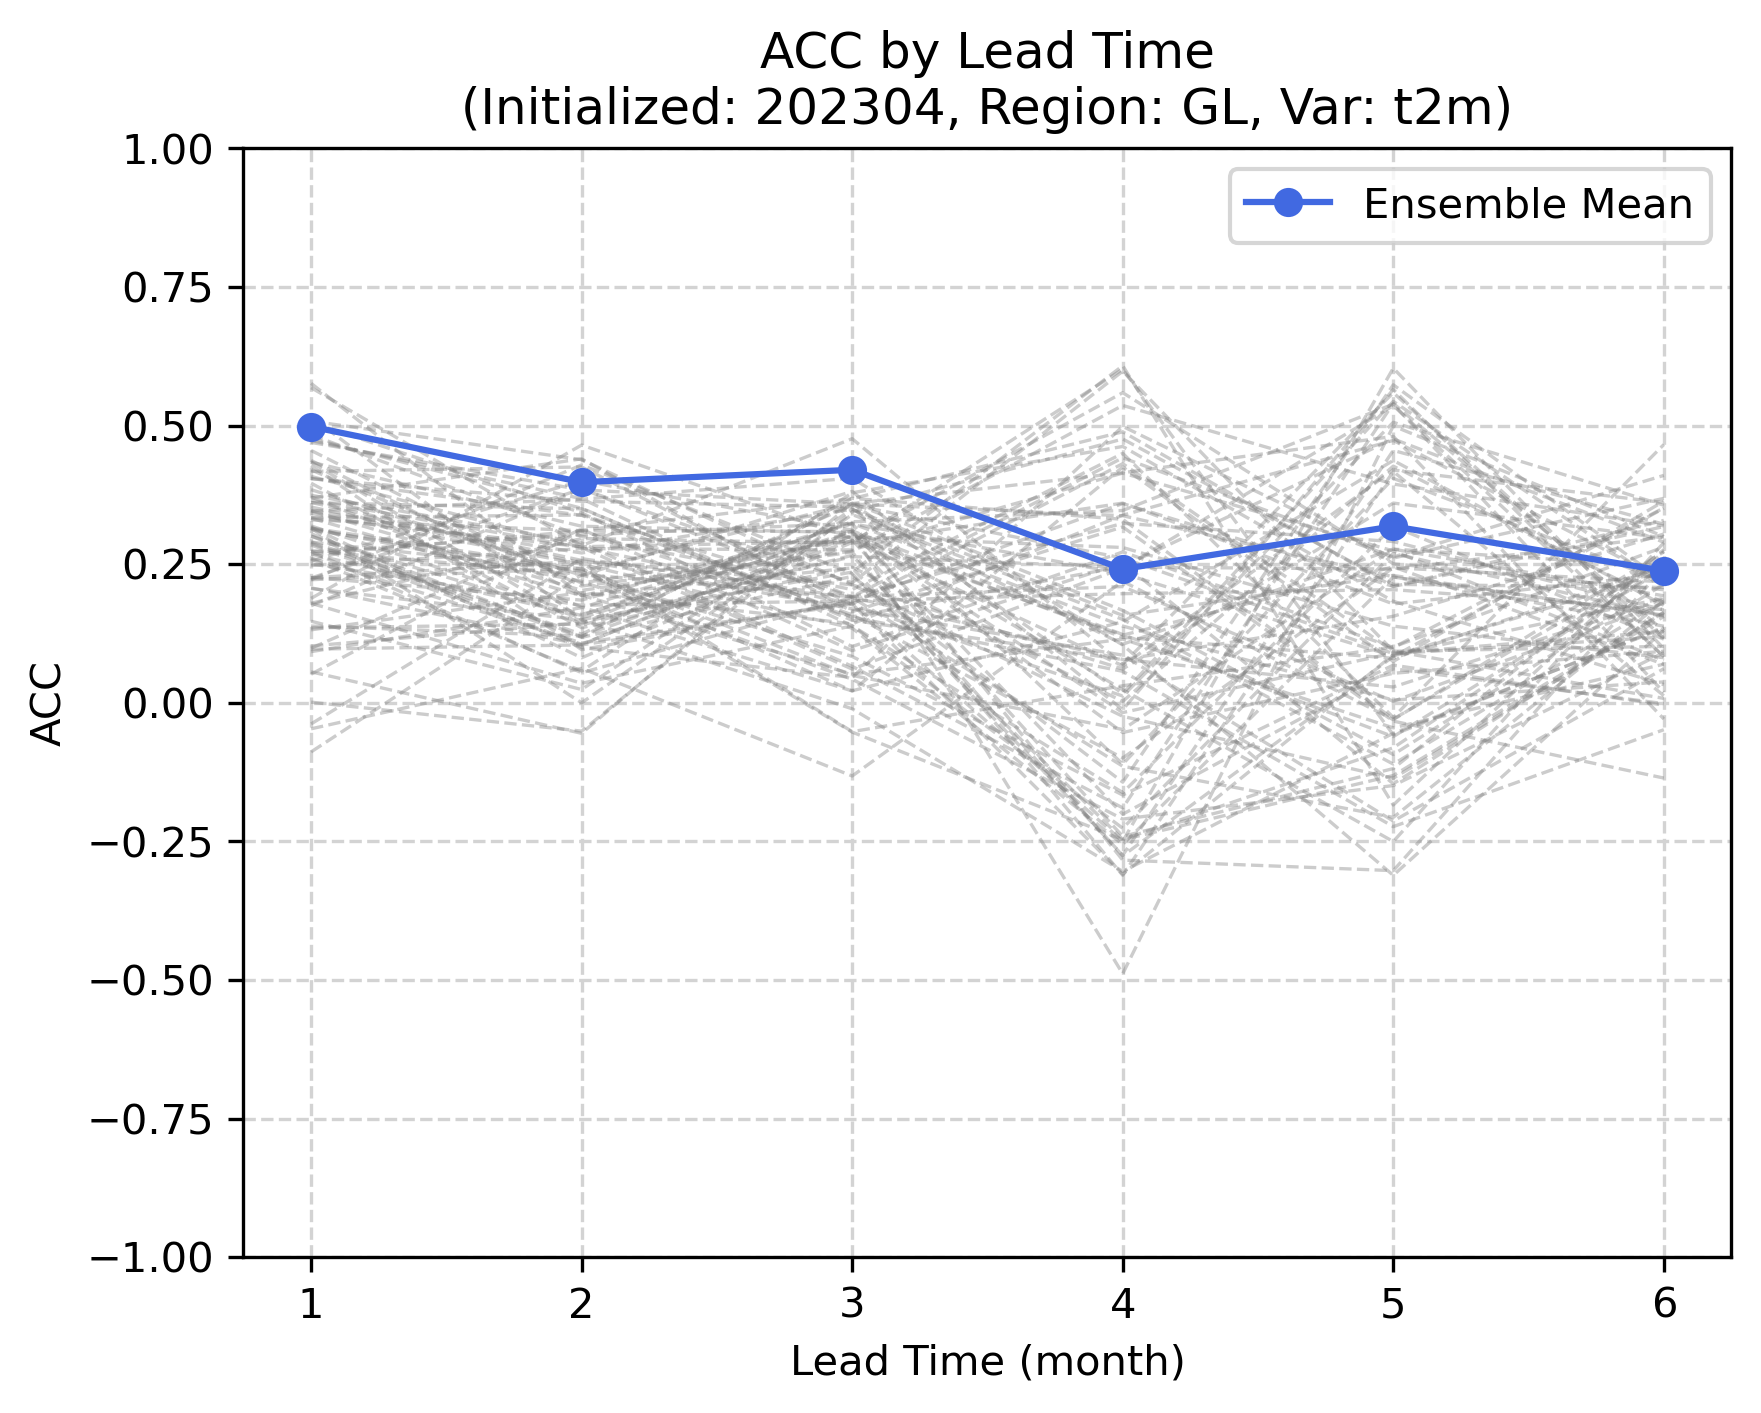 ACC by Lead Time
(Initialized: 202304, Region: GL, Var: t2m)
1.00
0.75
0.50
0.25
0.00
−0.25
−0.50
−0.75
−1.00
ACC
Ensemble Mean
1 2 3 4 5 6
Lead Time (month)